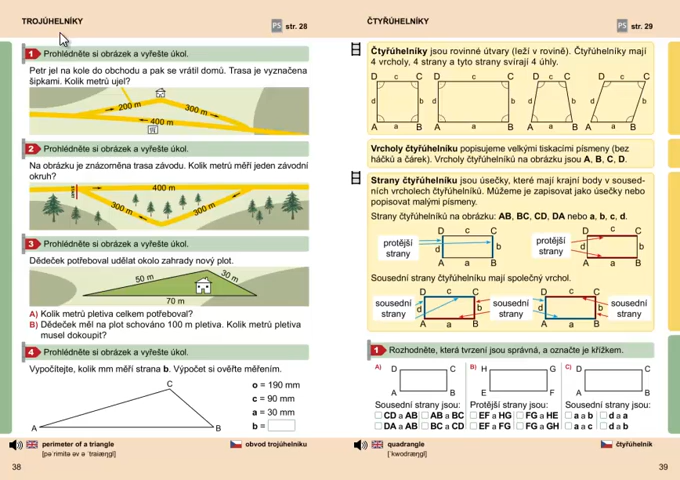 TROJÚHELNÍKY
PS str. 28
1 Prohlédněte si obrázek a vyřešte úkol.
Petr jel na kole do obchodu a pak se vrátil domů. Trasa je vyznačena
šipkami. Kolik metrů ujel?
200 m
300 m
400 m
2 Prohlédněte si obrázek a vyřešte úkol.
Na obrázku je znázorněna trasa závodu. Kolik metrů měří jeden závodní
okruh?
400 m
300 m
300 m
3 Prohlédněte si obrázek a vyřešte úkol.
Dědeček potřeboval udělat okolo zahrady nový plot.
50 m
30 m
70 m
A) Kolik metrů pletiva celkem potřeboval?
B) Dědeček měl na plot schováno 100 m pletiva. Kolik metrů pletiva
musel dokoupit?
4 Prohlédněte si obrázek a vyřešte úkol.
Vypočítejte, kolik mm měří strana b. Výpočet si ověřte měřením.
C
A
B
o = 190 mm
c = 90 mm
a = 30 mm
b =
perimeter of a triangle
obvod trojúhelníku
38
ČTYŘÚHELNÍKY
PS str. 29
Čtyřúhelníky jsou rovinné útvary (leží v rovině). Čtyřúhelníky mají
4 vrcholy, 4 strany a tyto strany svírají 4 úhly.
D c C D c C D c C D c C
d b d b d b d b
A a B A a B A a B A a B
Vrcholy čtyřúhelníku popisujeme velkými tiskacími písmeny (bez
háčků a čárek). Vrcholy čtyřúhelníku na obrázku jsou A, B, C, D.
Strany čtyřúhelníku jsou úsečky, které mají krajní body v soused-
ních vrcholech čtyřúhelníků. Můžeme je zapisovat jako úsečky nebo
popisovat malými písmeny.
Strany čtyřúhelníku na obrázku: AB, BC, CD, DA nebo a, b, c, d.
D c C D c C
protější d b protější d b
strany strany
A a B A a B
Sousední strany čtyřúhelníku mají společný vrchol.
D c C D c C
sousední d b sousední d b sousední
strany strany strany
A a B A a B
1 Rozhodněte, která tvrzení jsou správná, a označte je křížkem.
A) D C B) H G C) D C
A B E F A B
Sousední strany jsou: Protější strany jsou: Sousední strany jsou:
CD a AB AB a BC EF a HG FG a HE a a b d a a
DA a AB BC a CD EF a FG FG a GH a a c d a b
quadrangle
[ˈkwodræŋgl]
čtyřúhelník
39